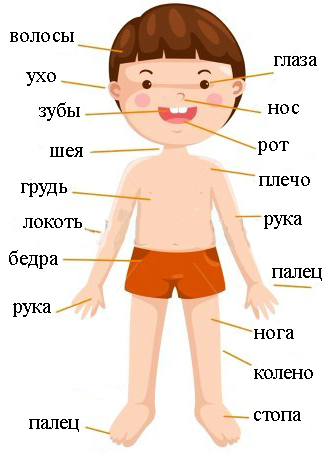 волосы
глаза
ухо
нос
зубы
рот
шея
плечо
грудь
рука
локоть
бедра
палец
рука
нога
колено
палец
стопа